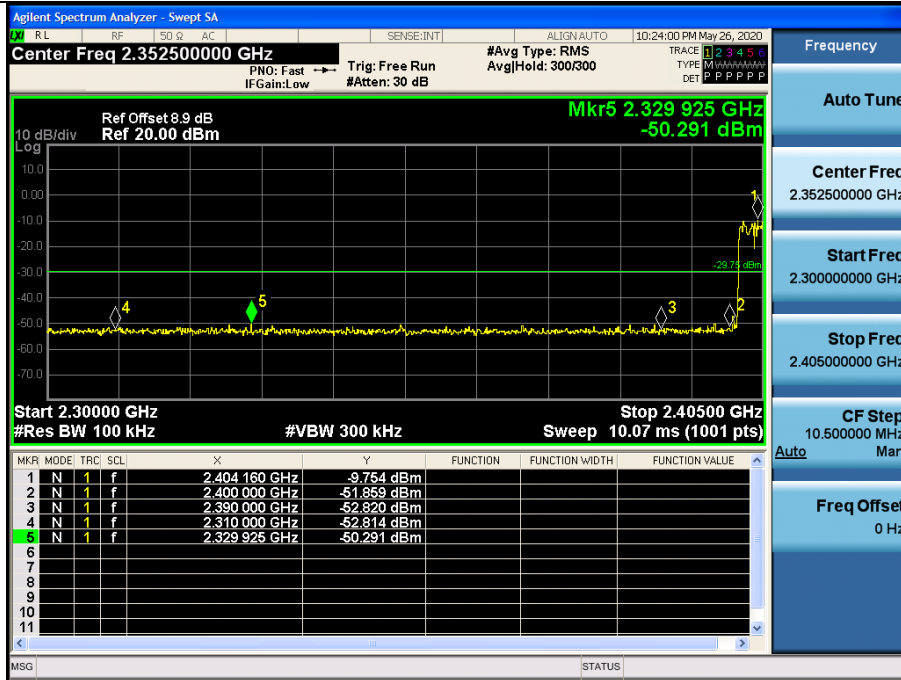 Agilent Spectrum Analyzer - Swept SA
LXI RL RF 50 Ω AC SENSE:INT ALIGN AUTO 10:24:00 PM May 26, 2020
Center Freq 2.352500000 GHz
PNO: Fast
IFGain:Low
Trig: Free Run
#Atten: 30 dB
#Avg Type: RMS
Avg|Hold: 300/300
TRACE 1 2 3 4 5 6
TYPE M W W W W W
DET P P P P P P
Ref Offset 8.9 dB
10 dB/div Ref 20.00 dBm
Log
Mkr5 2.329 925 GHz
-50.291 dBm
10.0
0.00
-10.0
-20.0
-30.0
-40.0
-50.0
-60.0
-70.0
1
-29.75 dBm
4
5
3
2
Start 2.30000 GHz Stop 2.40500 GHz
#Res BW 100 kHz #VBW 300 kHz Sweep 10.07 ms (1001 pts)
MKR MODE TRC SCL X Y FUNCTION FUNCTION WIDTH FUNCTION VALUE
1 N 1 f 2.404 160 GHz -9.754 dBm
2 N 1 f 2.400 000 GHz -51.859 dBm
3 N 1 f 2.390 000 GHz -52.820 dBm
4 N 1 f 2.310 000 GHz -52.814 dBm
5 N 1 f 2.329 925 GHz -50.291 dBm
6
7
8
9
10
11
MSG STATUS
Frequency
Auto Tune
Center Freq
2.352500000 GHz
Start Freq
2.300000000 GHz
Stop Freq
2.405000000 GHz
CF Step
10.500000 MHz
Auto Man
Freq Offset
0 Hz